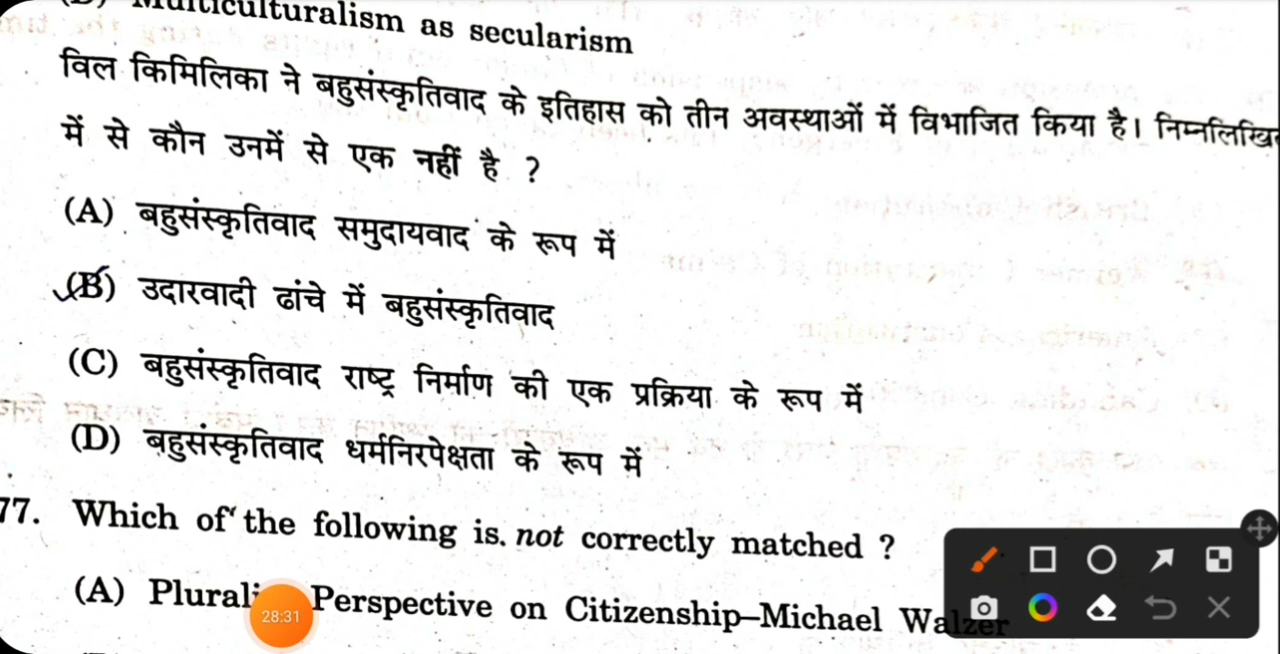 Multiculturalism as secularism
विल किमिलिका ने बहुसंस्कृतिवाद के इतिहास को तीन अवस्थाओं में विभाजित किया है। निम्नलिखित
में से कौन उनमें से एक नहीं है ?
(A) बहुसंस्कृतिवाद समुदायवाद के रूप में
(B) उदारवादी ढांचे में बहुसंस्कृतिवाद
(C) बहुसंस्कृतिवाद राष्ट्र निर्माण की एक प्रक्रिया के रूप में
(D) बहुसंस्कृतिवाद धर्मनिरपेक्षता के रूप में
77. Which of the following is not correctly matched ?
(A) Perspective on Citizenship–Michael Walzer
28:31